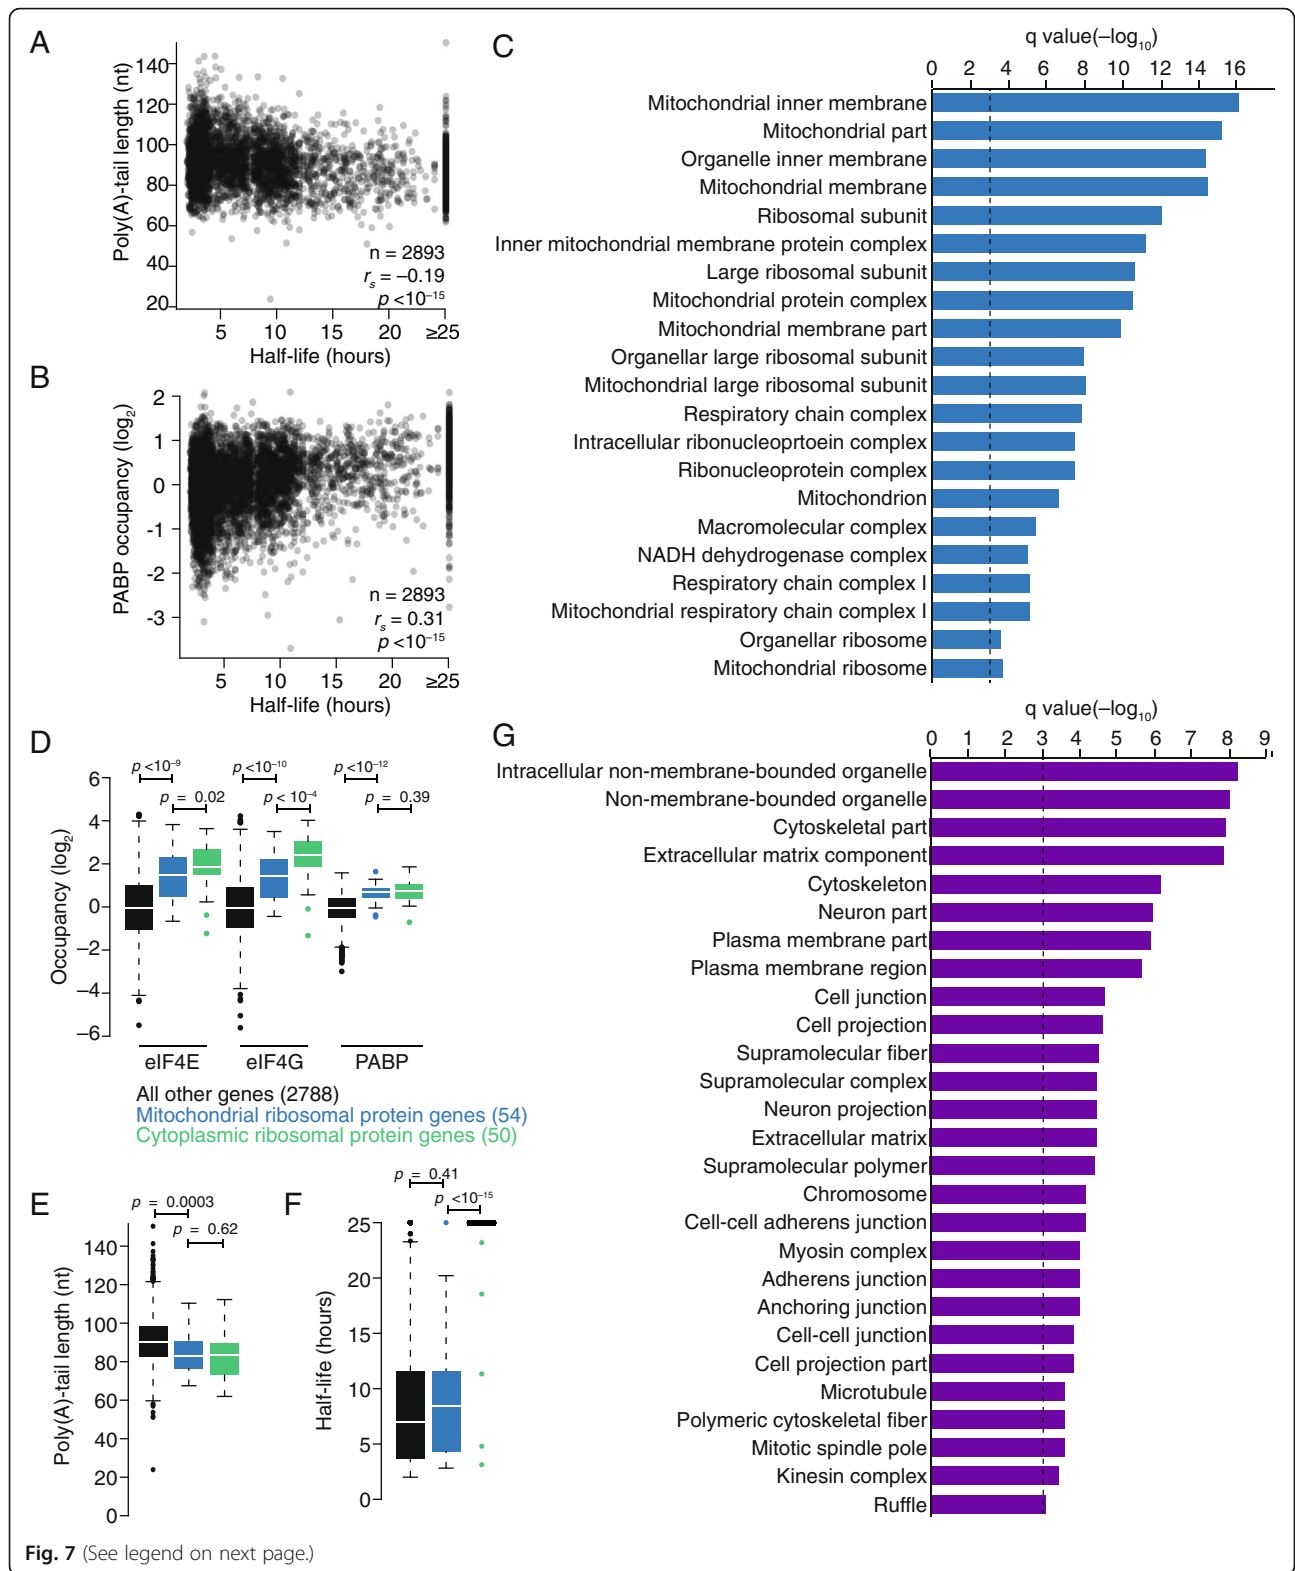 A
Poly(A)-tail length (nt)
140
120
100
80
60
40
20
n = 2893
rs = –0.19
p <10–15
5 10 15 20 ≥25
Half-life (hours)
B
PABP occupancy (log2)
2
1
0
-1
-2
-3
n = 2893
rs = 0.31
p <10–15
5 10 15 20 ≥25
Half-life (hours)
C
q value(–log10)
0 2 4 6 8 10 12 14 16
Mitochondrial inner membrane
Mitochondrial part
Organelle inner membrane
Mitochondrial membrane
Ribosomal subunit
Inner mitochondrial membrane protein complex
Large ribosomal subunit
Mitochondrial protein complex
Mitochondrial membrane part
Organellar large ribosomal subunit
Mitochondrial large ribosomal subunit
Respiratory chain complex
Intracellular ribonucleoprtoein complex
Ribonucleoprotein complex
Mitochondrion
Macromolecular complex
NADH dehydrogenase complex
Respiratory chain complex I
Mitochondrial respiratory chain complex I
Organellar ribosome
Mitochondrial ribosome
D
p <10–9
p = 0.02
p <10–10
p < 10–4
p <10–12
p = 0.39
Occupancy (log2)
6
4
2
0
–2
–4
–6
eIF4E eIF4G PABP
All other genes (2788)
Mitochondrial ribosomal protein genes (54)
Cytoplasmic ribosomal protein genes (50)
E
p = 0.0003
p = 0.62
Poly(A)-tail length (nt)
140
120
100
80
60
40
20
0
F
p = 0.41
p <10–15
Half-life (hours)
25
20
15
10
5
0
G
q value(–log10)
0 1 2 3 4 5 6 7 8 9
Intracellular non-membrane-bounded organelle
Non-membrane-bounded organelle
Cytoskeletal part
Extracellular matrix component
Cytoskeleton
Neuron part
Plasma membrane part
Plasma membrane region
Cell junction
Cell projection
Supramolecular fiber
Supramolecular complex
Neuron projection
Extracellular matrix
Supramolecular polymer
Chromosome
Cell-cell adherens junction
Myosin complex
Adherens junction
Anchoring junction
Cell-cell junction
Cell projection part
Microtubule
Polymeric cytoskeletal fiber
Mitotic spindle pole
Kinesin complex
Ruffle
Fig. 7 (See legend on next page.)